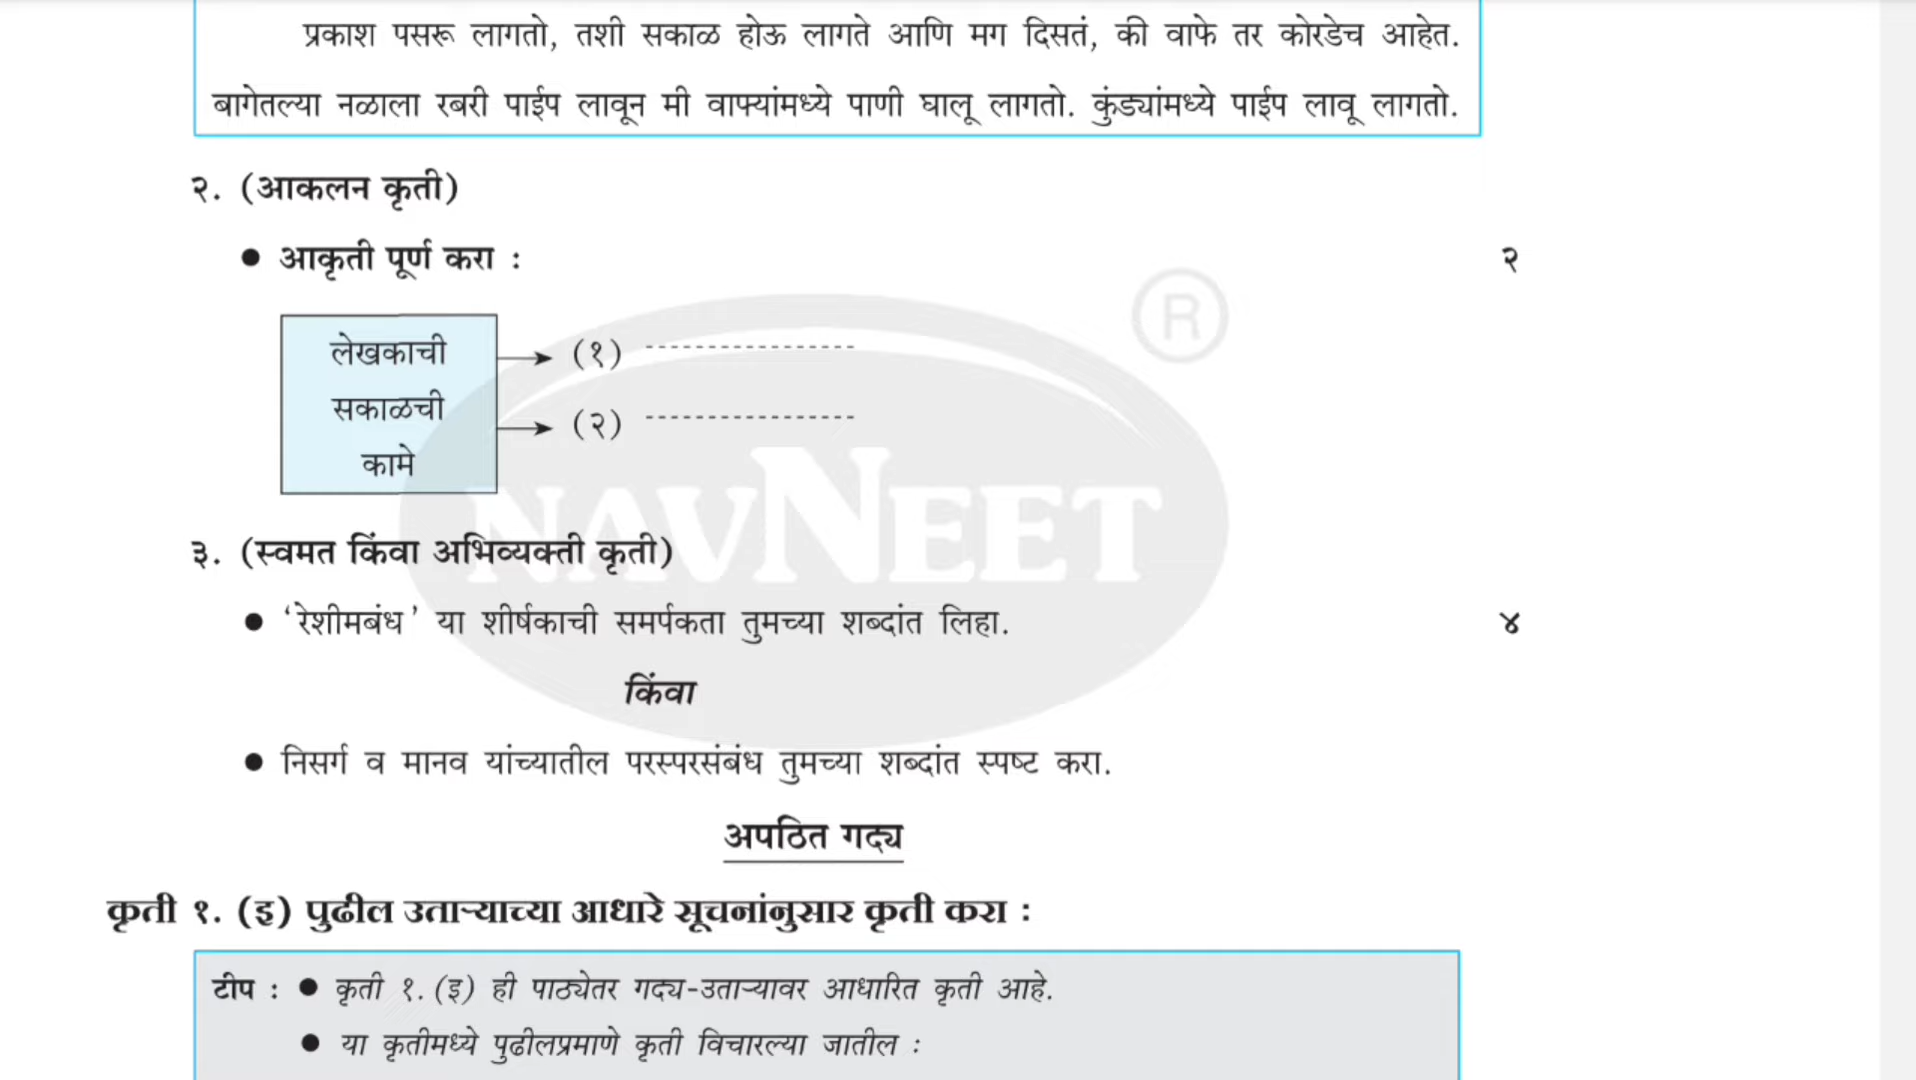 प्रकाश पसरू लागतो, तशी सकाळ होऊ लागते आणि मग दिसतं, की वाफे तर कोरडेच आहेत.
बागेतल्या नळाला रबरी पाईप लावून मी वाफ्यांमध्ये पाणी घालू लागतो. कुंड्यांमध्ये पाईप लावू लागतो.
२. (आकलन कृती)
● आकृती पूर्ण करा : २
लेखकाची
सकाळची
कामे
(१) ----------------
(२) ----------------
३. (स्वमत किंवा अभिव्यक्ती कृती)
● ‘रेशीमबंध’ या शीर्षकाची समर्पकता तुमच्या शब्दांत लिहा. ४
किंवा
● निसर्ग व मानव यांच्यातील परस्परसंबंध तुमच्या शब्दांत स्पष्ट करा.
अपठित गद्य
कृती १. (इ) पुढील उताऱ्याच्या आधारे सूचनांनुसार कृती करा :
टीप : ● कृती १. (इ) ही पाठ्येतर गद्य-उताऱ्यावर आधारित कृती आहे.
● या कृतीमध्ये पुढीलप्रमाणे कृती विचारल्या जातील :
NAVNEET
R